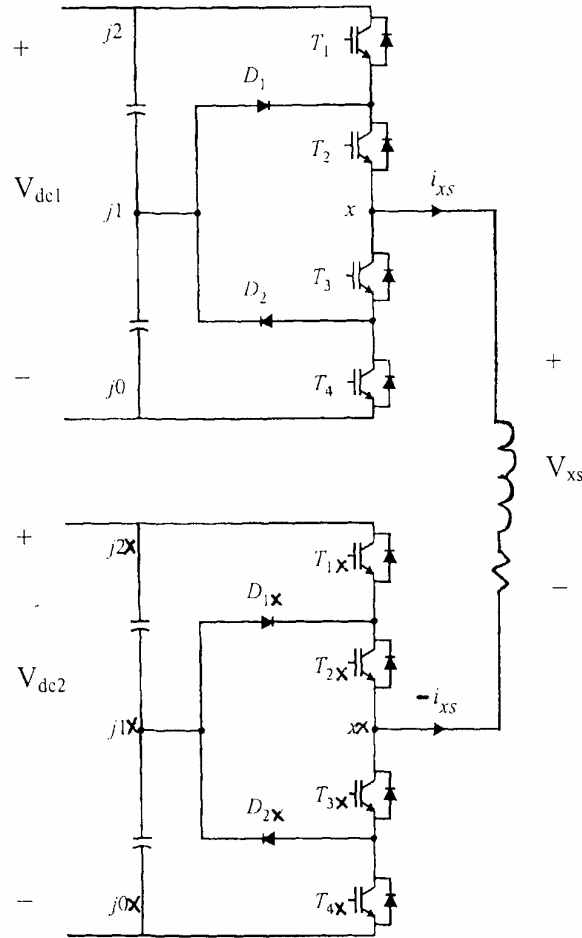 j2
+
T1
D1
T2
Vdc1
j1
x
ixs
D2
T3
+
−
j0
T4
Vxs
+
j2x
T1x
−
D1x
T2x
Vdc2
−ixs
j1x
xx
D2x
T3x
−
j0x
T4x